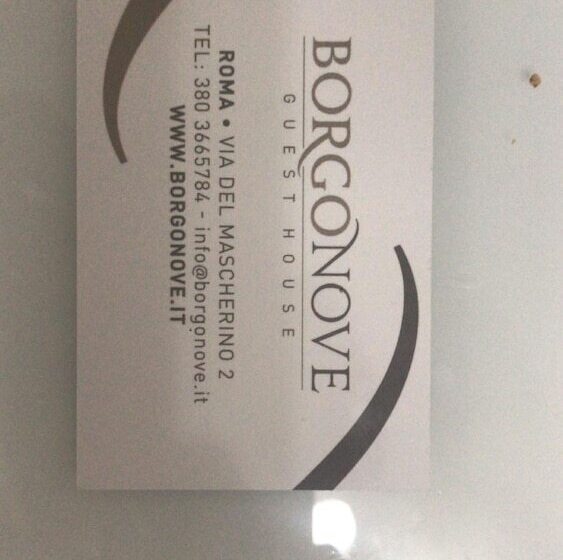 BORGONOVE
GUEST HOUSE
ROMA • VIA DEL MASCHERINO 2
TEL: 380 3665784 - info@borgonove.it
WWW.BORGONOVE.IT